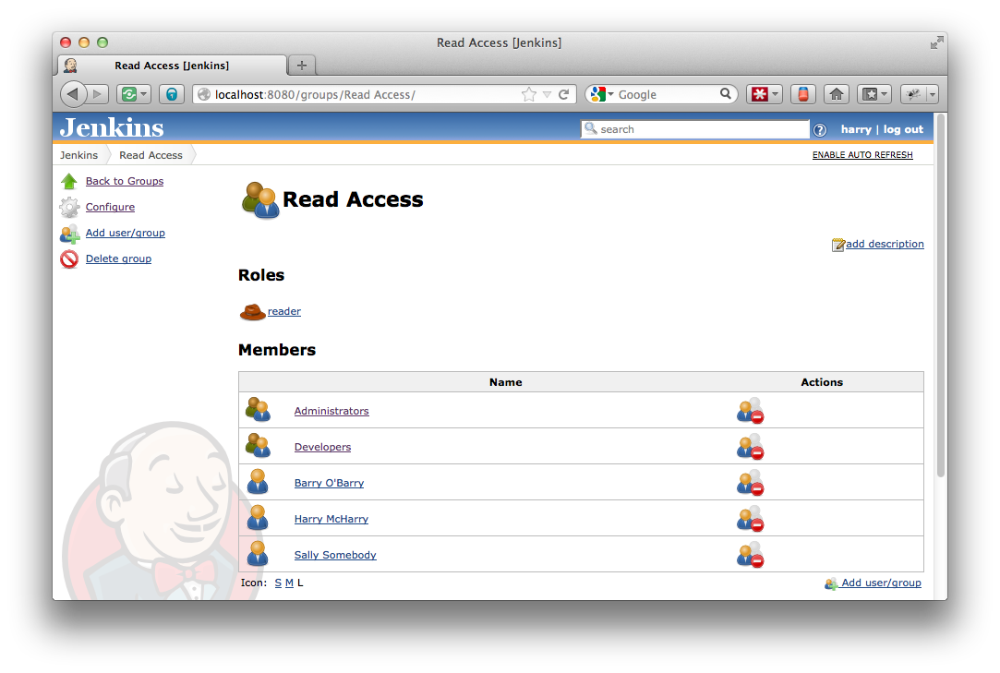 Read Access [Jenkins]
Read Access [Jenkins]
localhost:8080/groups/Read Access/
Google
Jenkins
search
harry | log out
Jenkins Read Access
ENABLE AUTO REFRESH
Back to Groups
Configure
Add user/group
Delete group
Read Access
add description
Roles
reader
Members
Name Actions
Administrators
Developers
Barry O'Barry
Harry McHarry
Sally Somebody
Icon: S M L
Add user/group